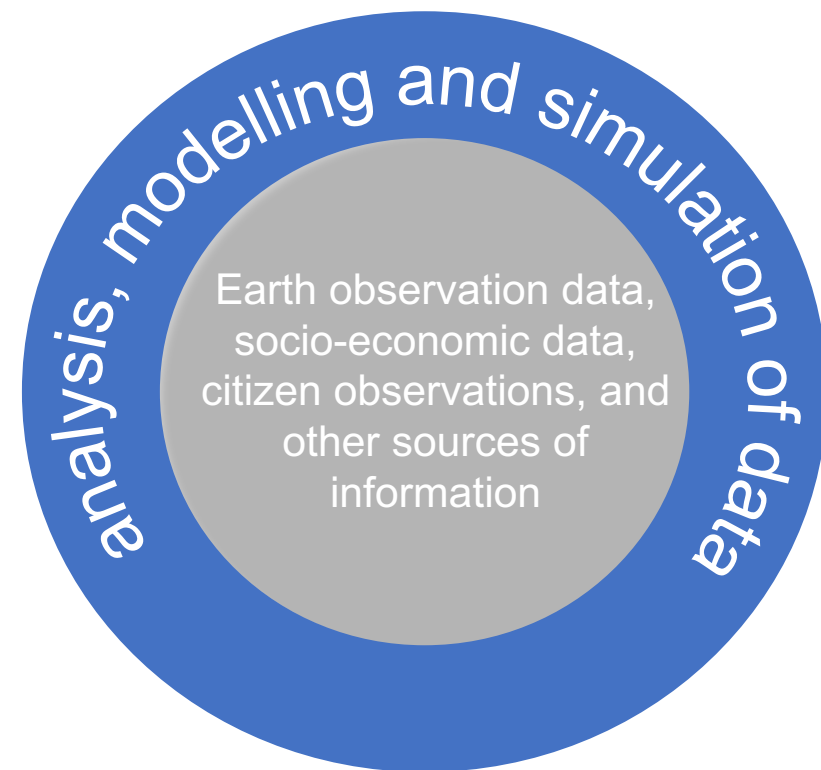 analysis, modelling and simulation of data
Earth observation data,
socio-economic data,
citizen observations, and
other sources of
information